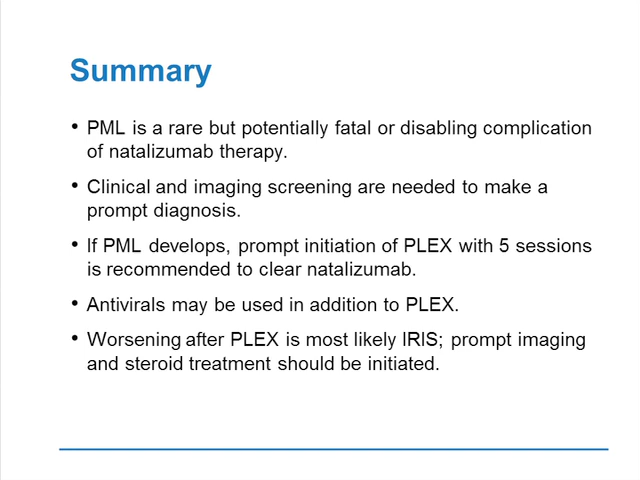 Summary
• PML is a rare but potentially fatal or disabling complication
of natalizumab therapy.
• Clinical and imaging screening are needed to make a
prompt diagnosis.
• If PML develops, prompt initiation of PLEX with 5 sessions
is recommended to clear natalizumab.
• Antivirals may be used in addition to PLEX.
• Worsening after PLEX is most likely IRIS; prompt imaging
and steroid treatment should be initiated.